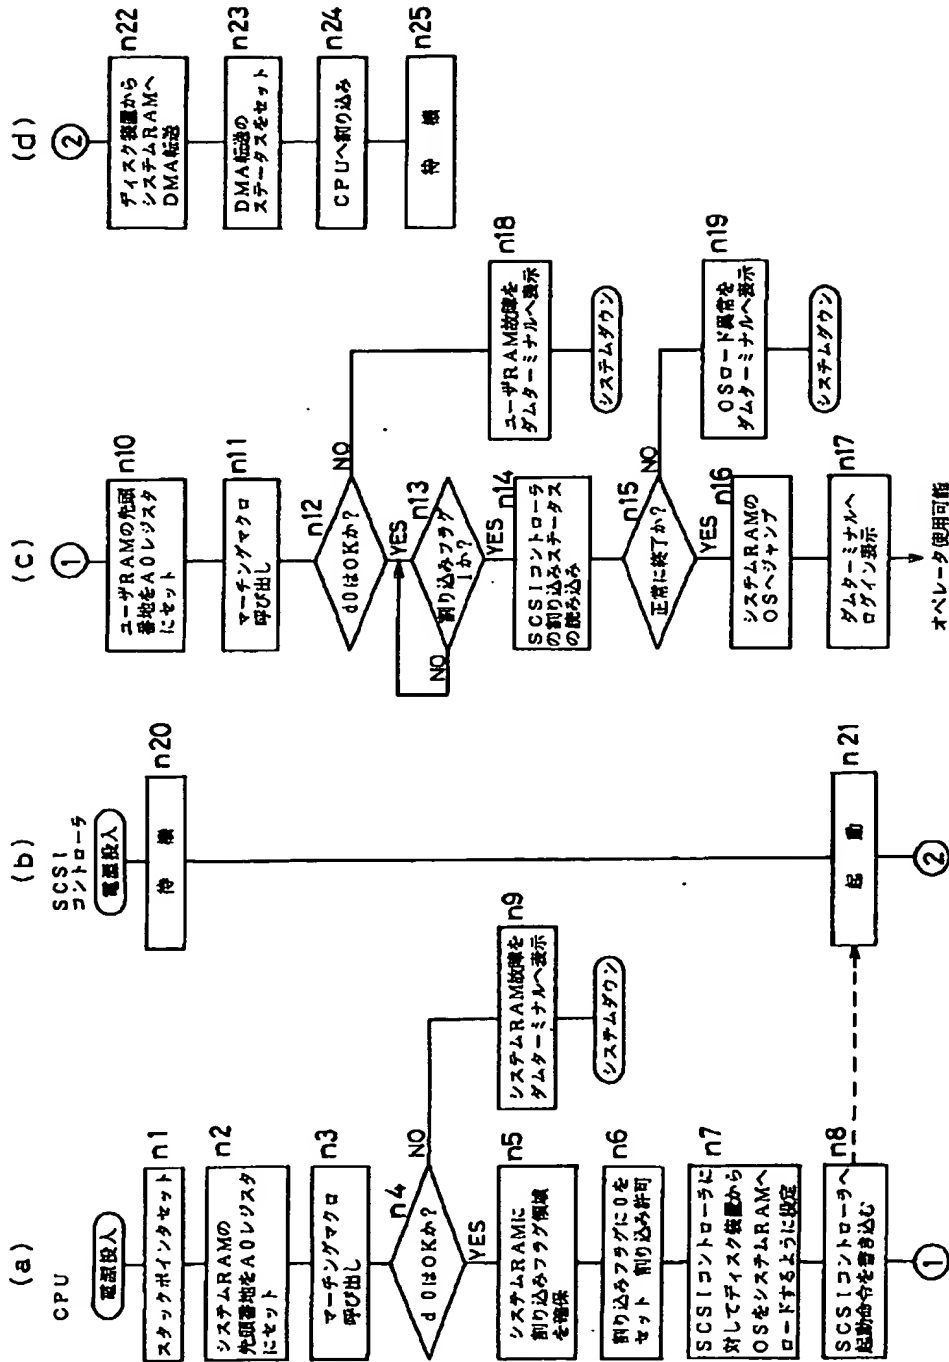 (a)
CPU
電源投入
スタックポインタセット
n1
システムRAMの
先頭番地をA0レジスタ
にセット
n2
マーチングマクロ
呼び出し
n3
d0はOKか?
n4
NO
YES
システムRAMに
割り込みフラグ領域
を確保
n5
割り込みフラグに0を
セット 割り込み許可
n6
SCSIコントローラに
対してディスク装置から
OSをシステムRAMへ
ロードするように設定
n7
SCSIコントローラへ
起動命令を書き込む
n8
1
システムRAM故障を
ダムターミナルへ表示
n9
システムダウン
(b)
SCSI
コントローラ
電源投入
待 機
n20
起 動
n21
2
(c)
1
ユーザRAMの先頭
番地をA0レジスタ
にセット
n10
マーチングマクロ
呼び出し
n11
d0はOKか?
n12
NO
YES
割り込みフラグ
1か?
n13
NO
YES
SCSIコントローラ
の割り込みステータス
の読み込み
n14
正常に終了か?
n15
NO
YES
システムRAMの
OSへジャンプ
n16
ダムターミナルへ
ログイン表示
n17
オペレータ使用可能
ユーザRAM故障を
ダムターミナルへ表示
n18
システムダウン
OSロード異常を
ダムターミナルへ表示
n19
システムダウン
(d)
2
ディスク装置から
システムRAMへ
DMA転送
n22
DMA転送の
ステータスをセット
n23
CPUへ割り込み
n24
待 機
n25